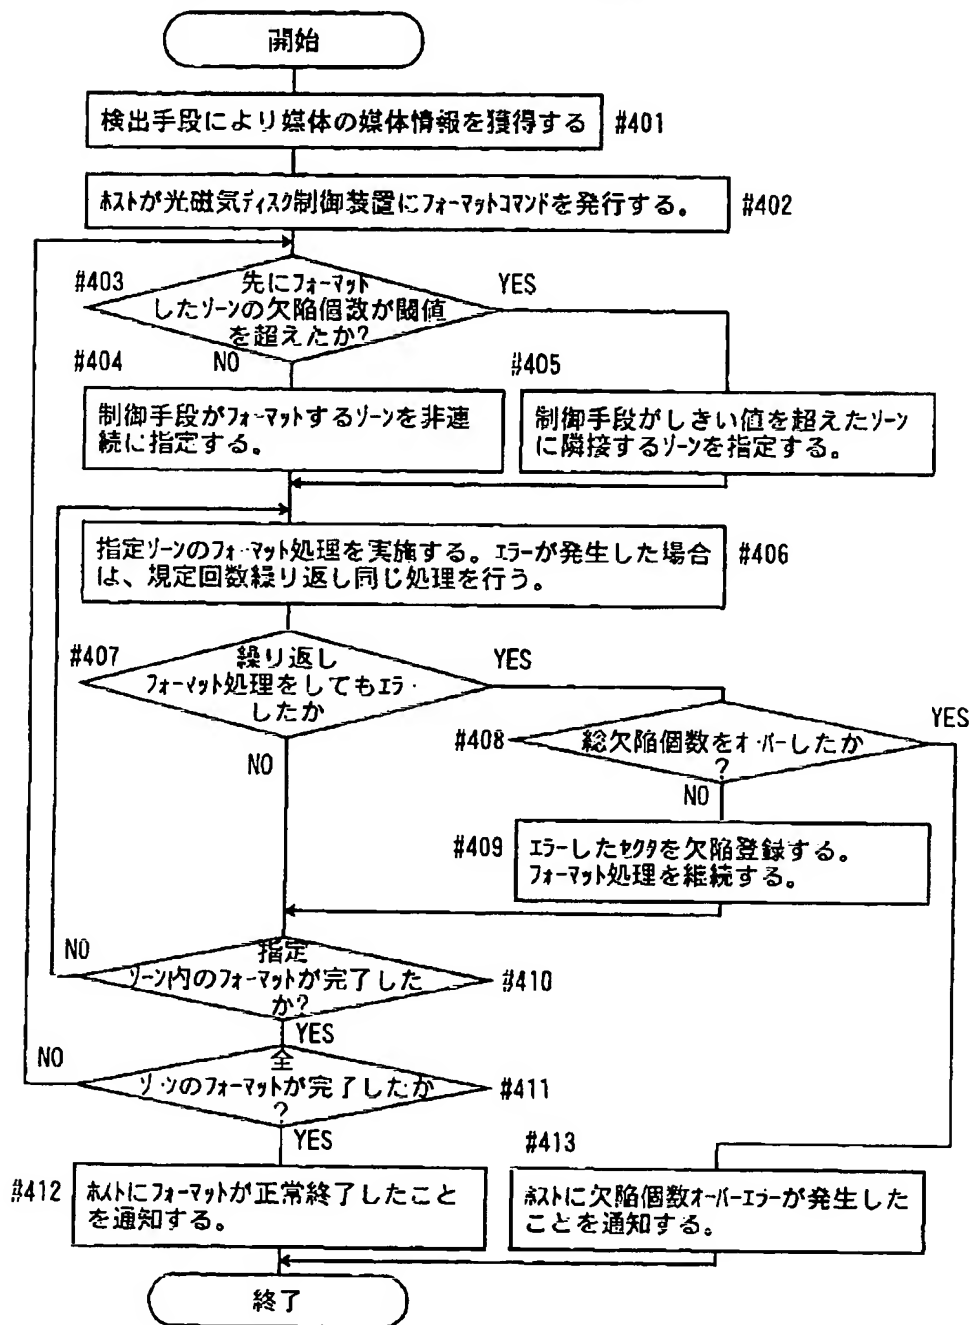 開始
検出手段により媒体の媒体情報を獲得する
#401
ホストが光磁気ディスク制御装置にフォーマットコマンドを発行する。
#402
#403
先にフォーマット
したゾーンの欠陥個数が閾値
を超えたか?
YES
NO
#404
制御手段がフォーマットするゾーンを非連
続に指定する。
#405
制御手段がしきい値を超えたゾーン
に隣接するゾーンを指定する。
指定ゾーンのフォーマット処理を実施する。エラーが発生した場合
は、規定回数繰り返し同じ処理を行う。
#406
#407
繰り返し
フォーマット処理をしてもエラー
したか
YES
NO
#408
総欠陥個数をオーバーしたか
?
YES
NO
#409
エラーしたセクタを欠陥登録する。
フォーマット処理を継続する。
指定
ゾーン内のフォーマットが完了した
か?
NO
#410
YES
全
ゾーンのフォーマットが完了したか
?
NO
#411
YES
#412
ホストにフォーマットが正常終了したこと
を通知する。
#413
ホストに欠陥個数オーバーエラーが発生した
ことを通知する。
終了